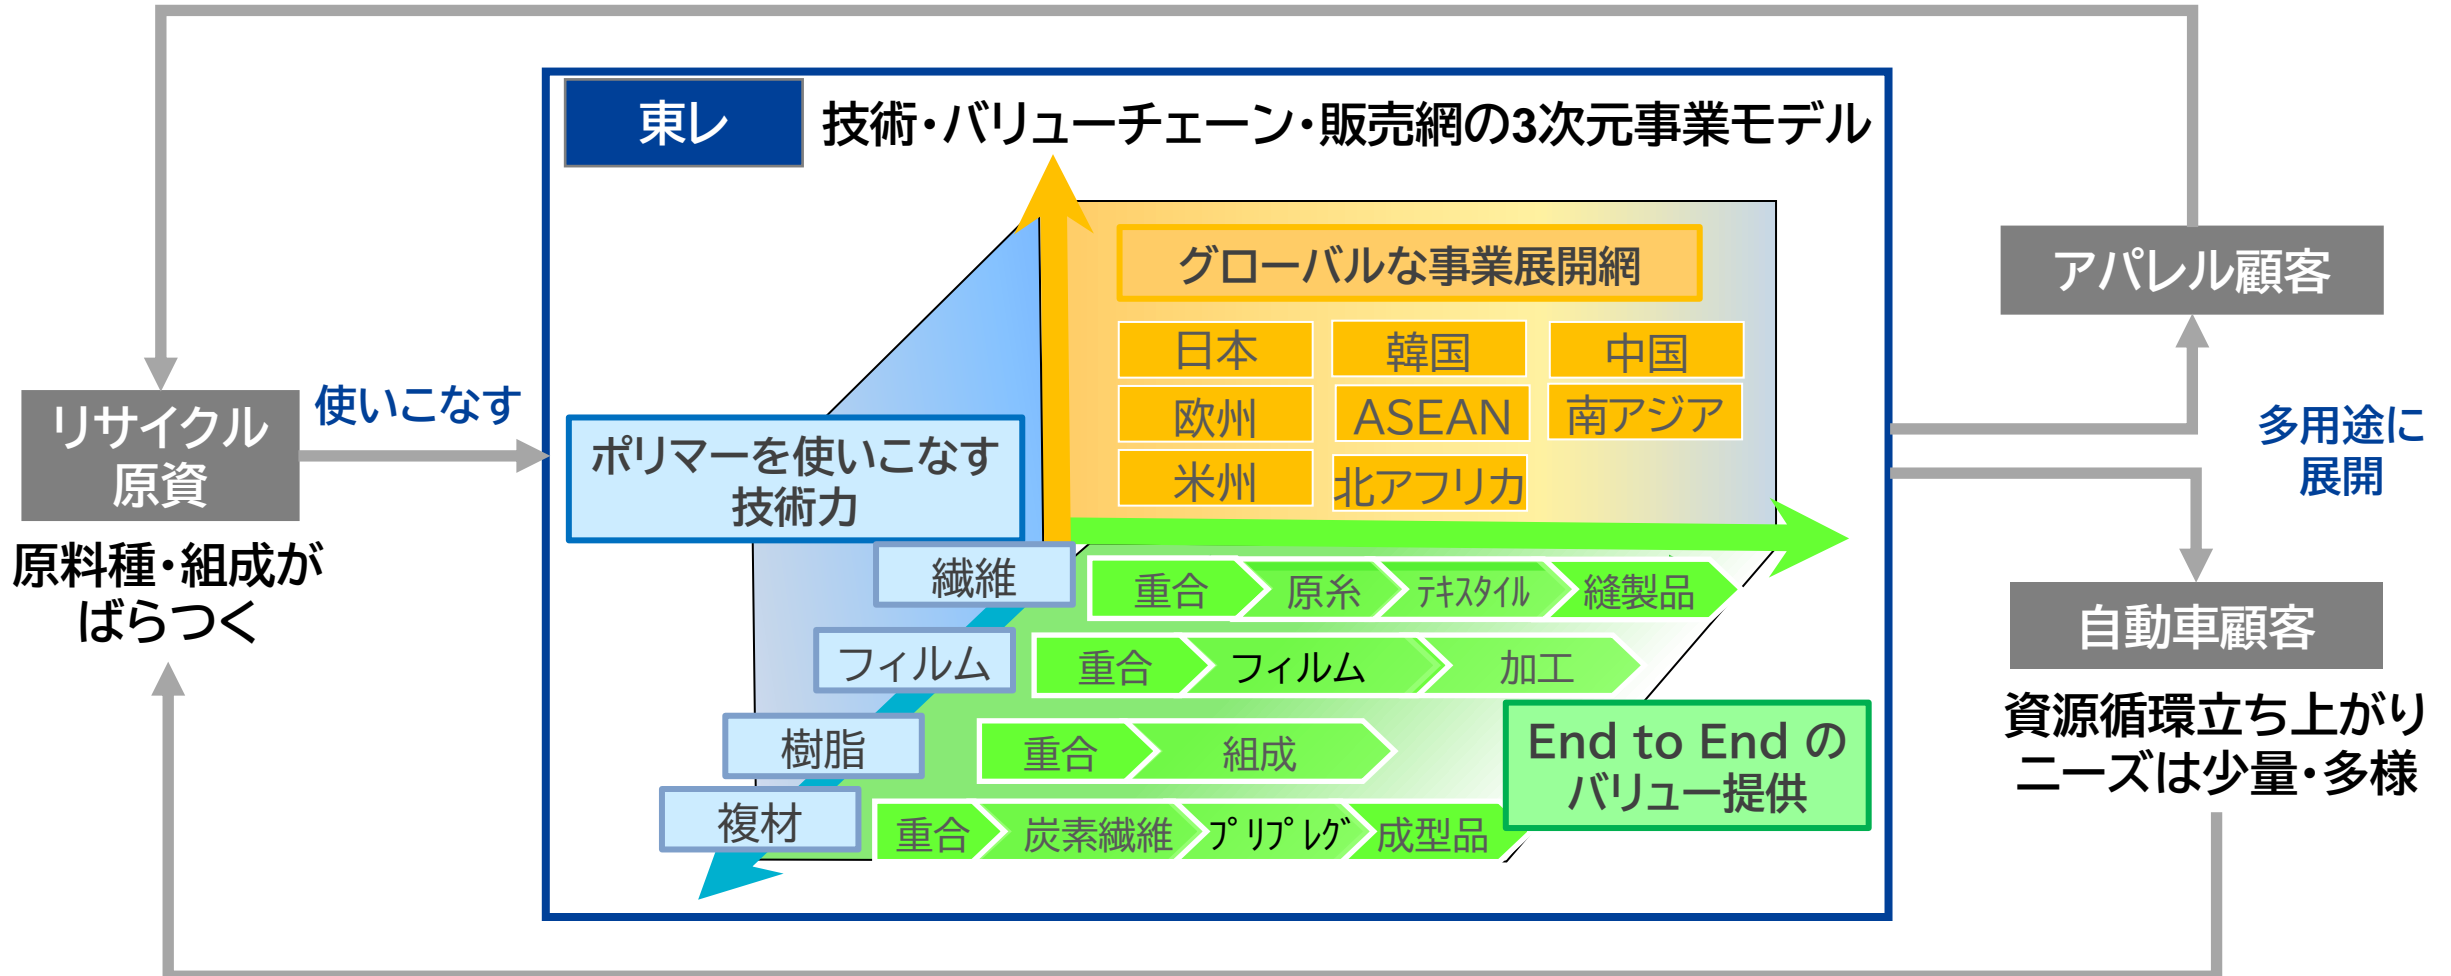 東レ
技術・バリューチェーン・販売網の3次元事業モデル
グローバルな事業展開網
日本
韓国
中国
欧州
ASEAN
南アジア
米州
北アフリカ
リサイクル
原資
使いこなす
原料種・組成が
ばらつく
ポリマーを使いこなす
技術力
繊維
重合
原糸
ﾃｷｽﾀｲﾙ
縫製品
フィルム
重合
フィルム
加工
樹脂
重合
組成
複材
重合
炭素繊維
ﾌﾟﾘﾌﾟﾚｸﾞ
成型品
End to End の
バリュー提供
アパレル顧客
多用途に
展開
自動車顧客
資源循環立ち上がり
ニーズは少量・多様